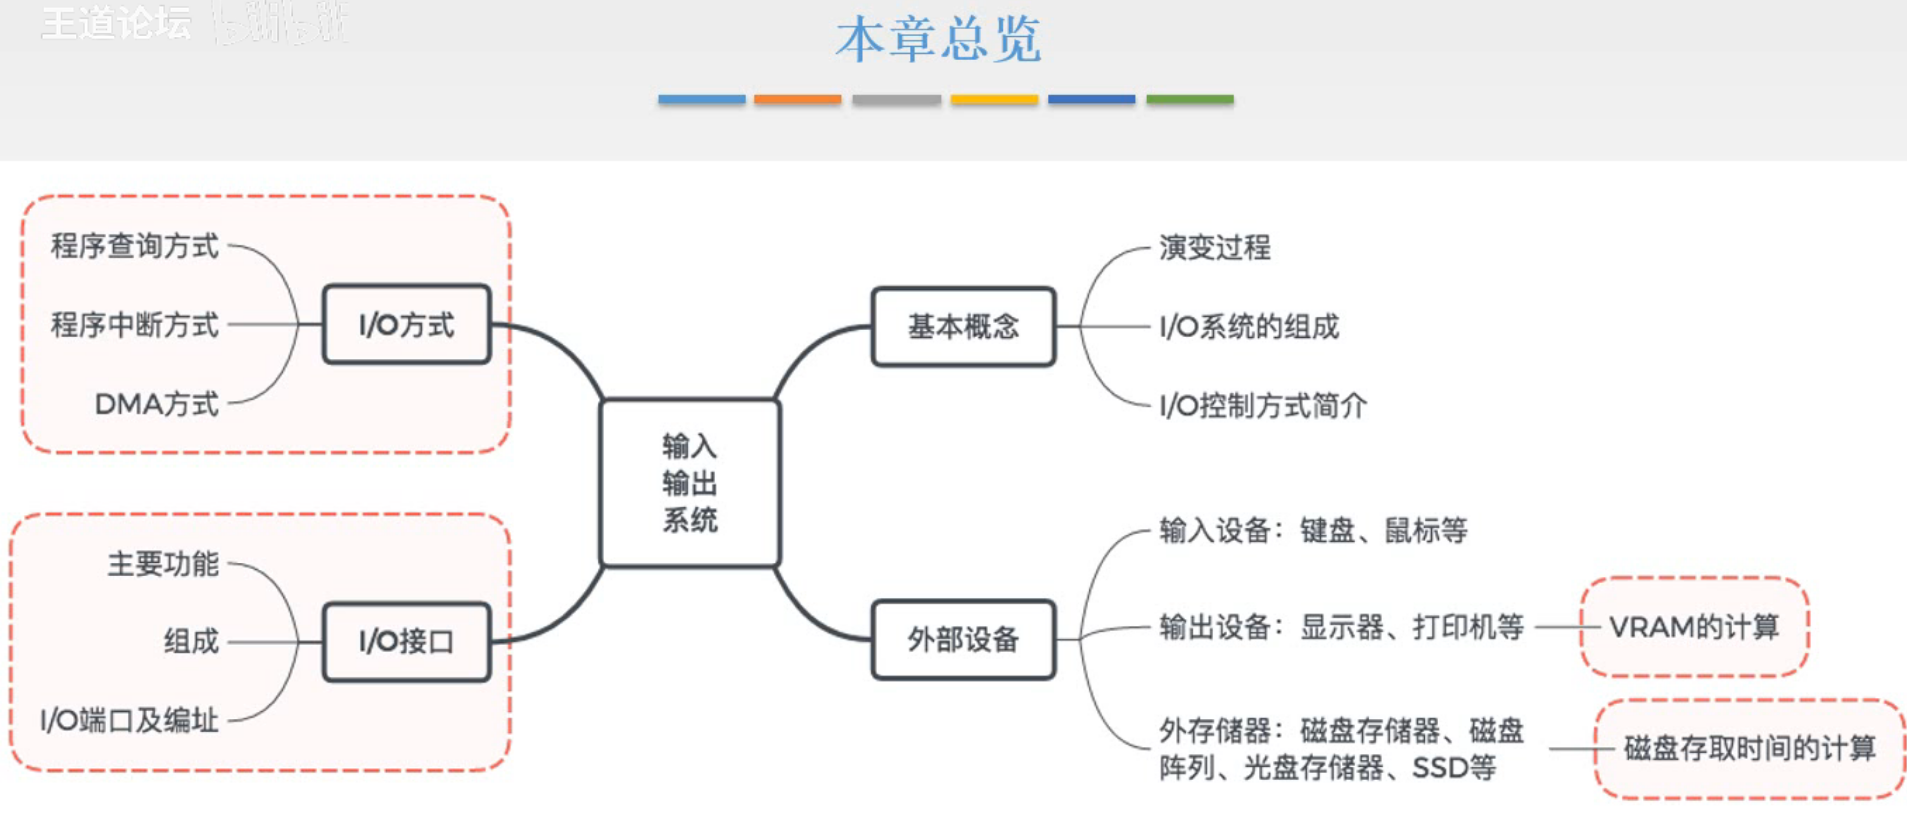 王道论坛 bilibili
本章总览
程序查询方式
程序中断方式
DMA方式
I/O方式
主要功能
组成
I/O端口及编址
I/O接口
输入
输出
系统
基本概念
演变过程
I/O系统的组成
I/O控制方式简介
外部设备
输入设备：键盘、鼠标等
输出设备：显示器、打印机等
VRAM的计算
外存储器：磁盘存储器、磁盘
阵列、光盘存储器、SSD等
磁盘存取时间的计算